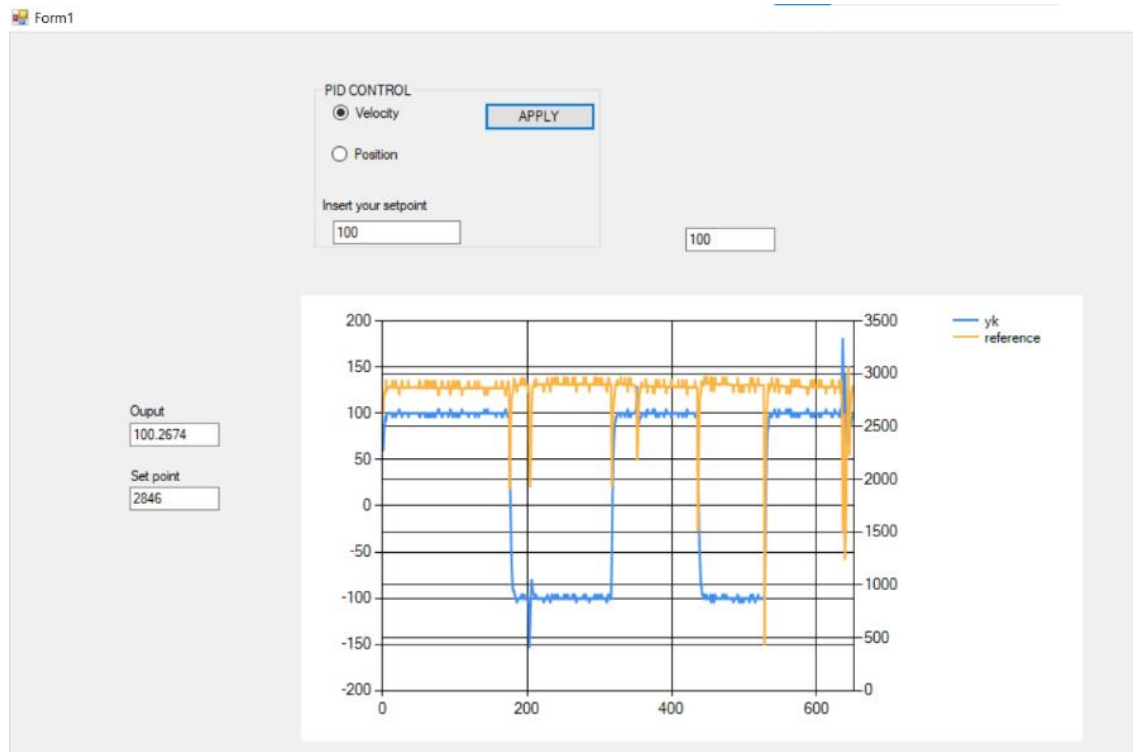 Form1
PID CONTROL
Velocity
APPLY
Position
Insert your setpoint
100
100
Ouput
100.2674
Set point
2846
200
150
100
50
0
-50
-100
-150
-200
3500
3000
2500
2000
1500
1000
500
0
0
200
400
600
yk
reference